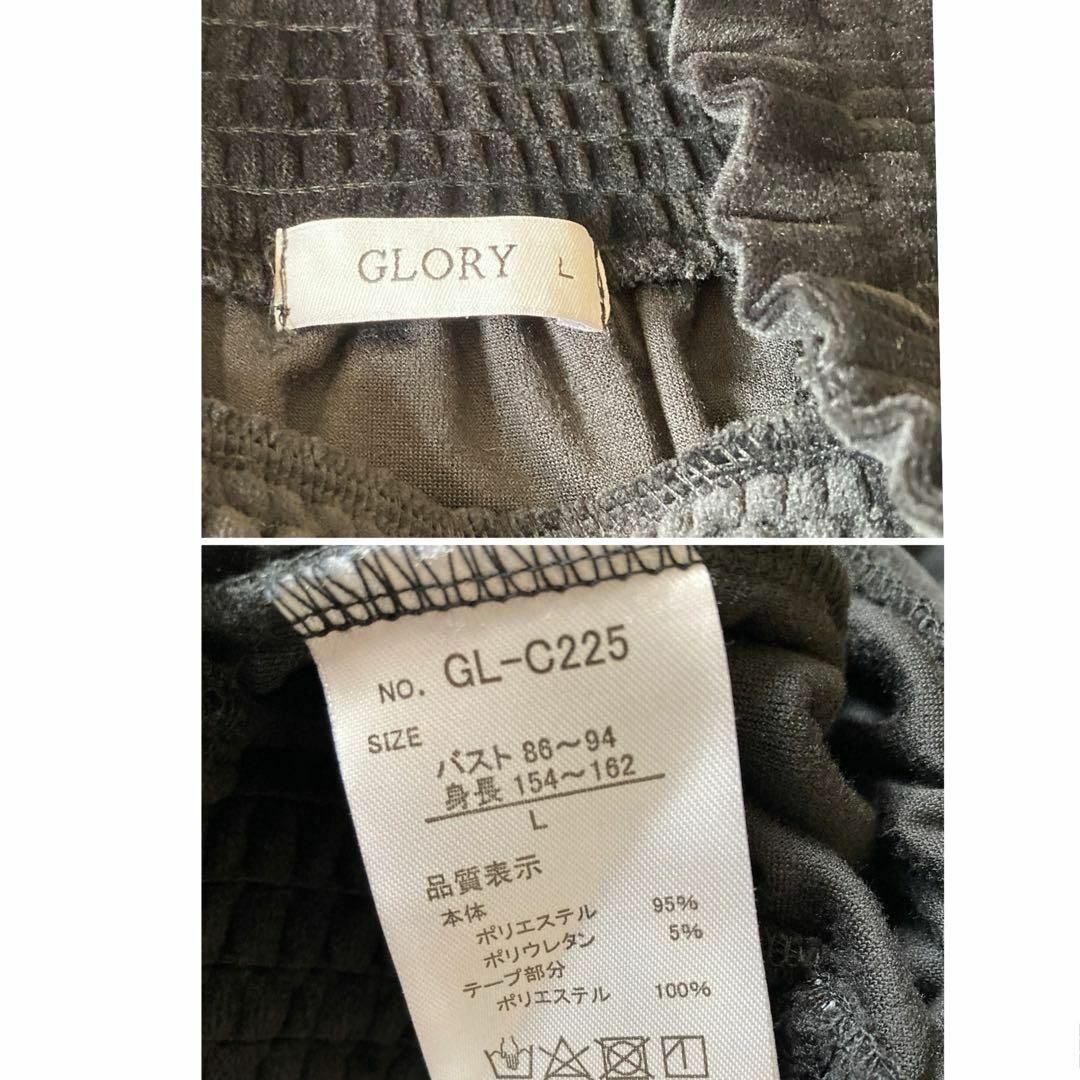 GLORY L
NO. GL-C225
SIZE
バスト 86～94
身長 154～162
L
品質表示
本体
ポリエステル 95%
ポリウレタン 5%
テープ部分
ポリエステル 100%